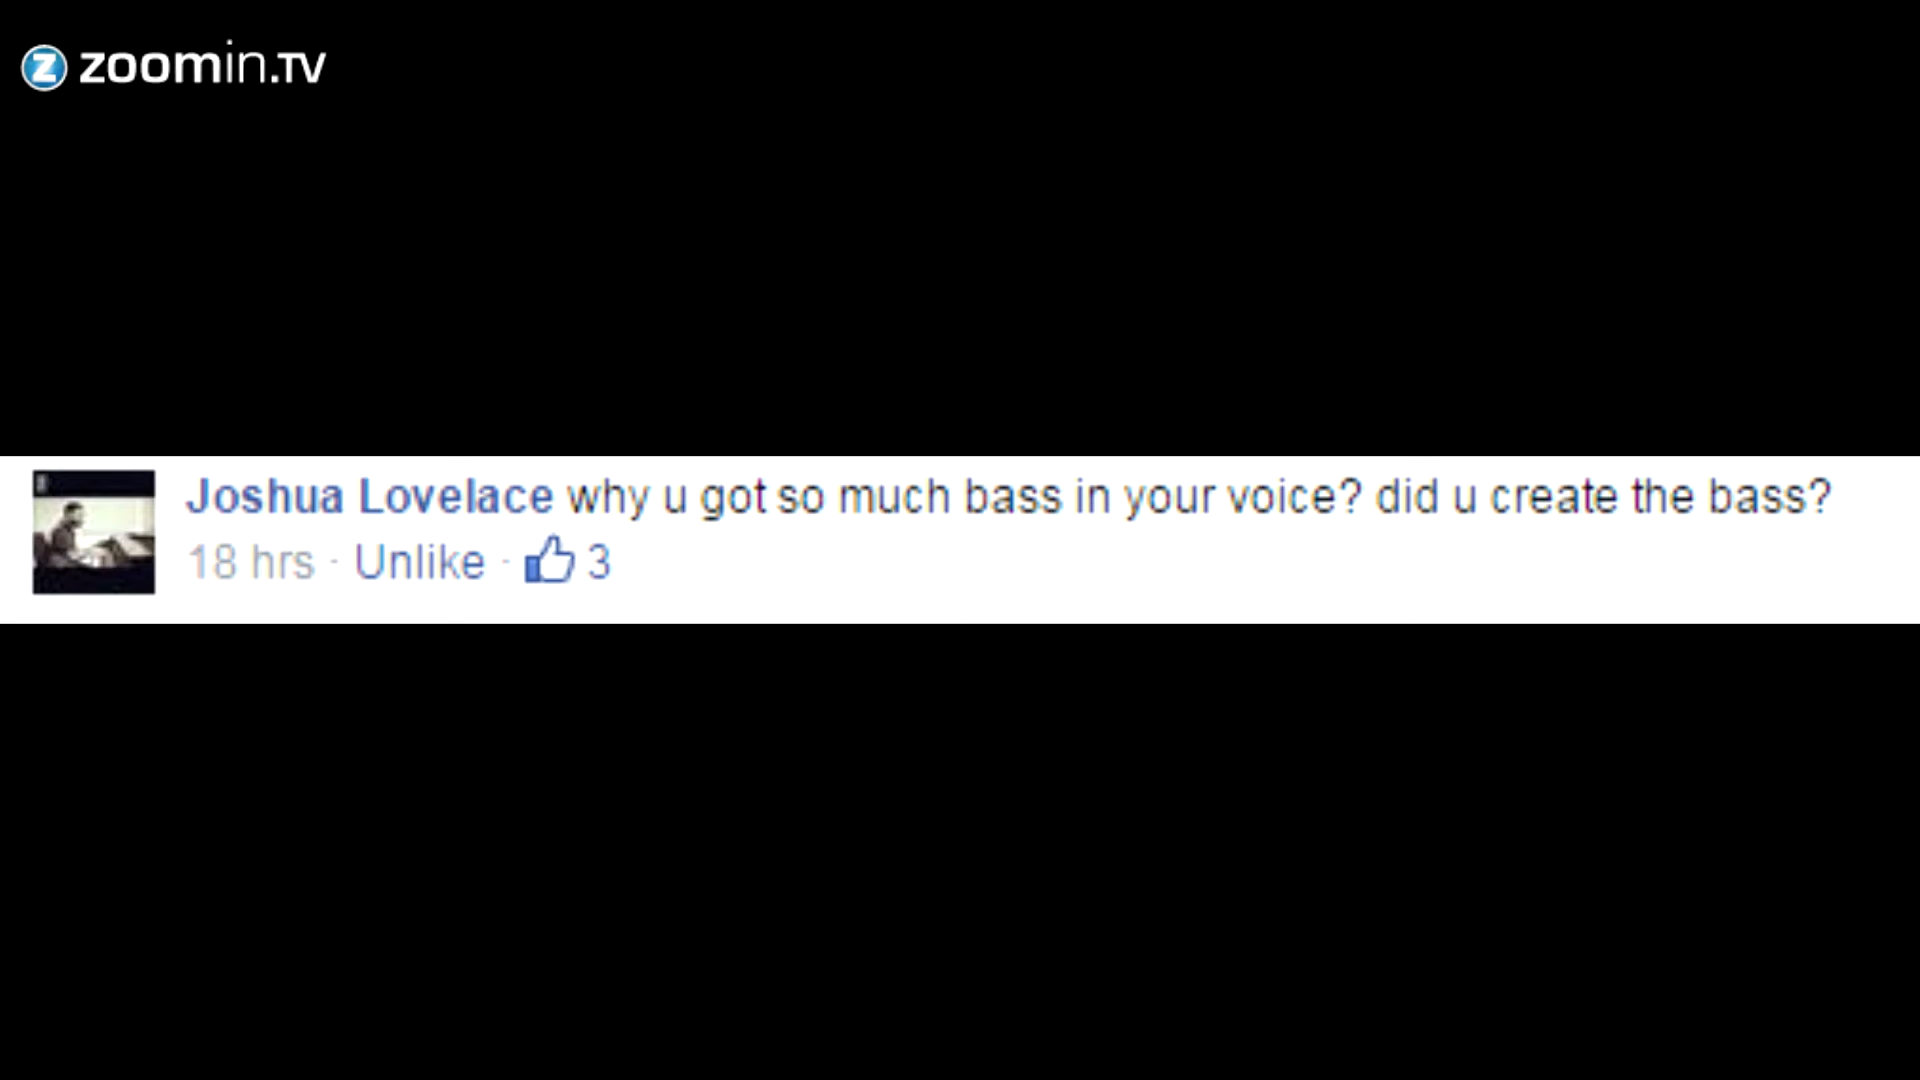 zoomin.TV
Joshua Lovelace why u got so much bass in your voice? did u create the bass?
18 hrs · Unlike · 3